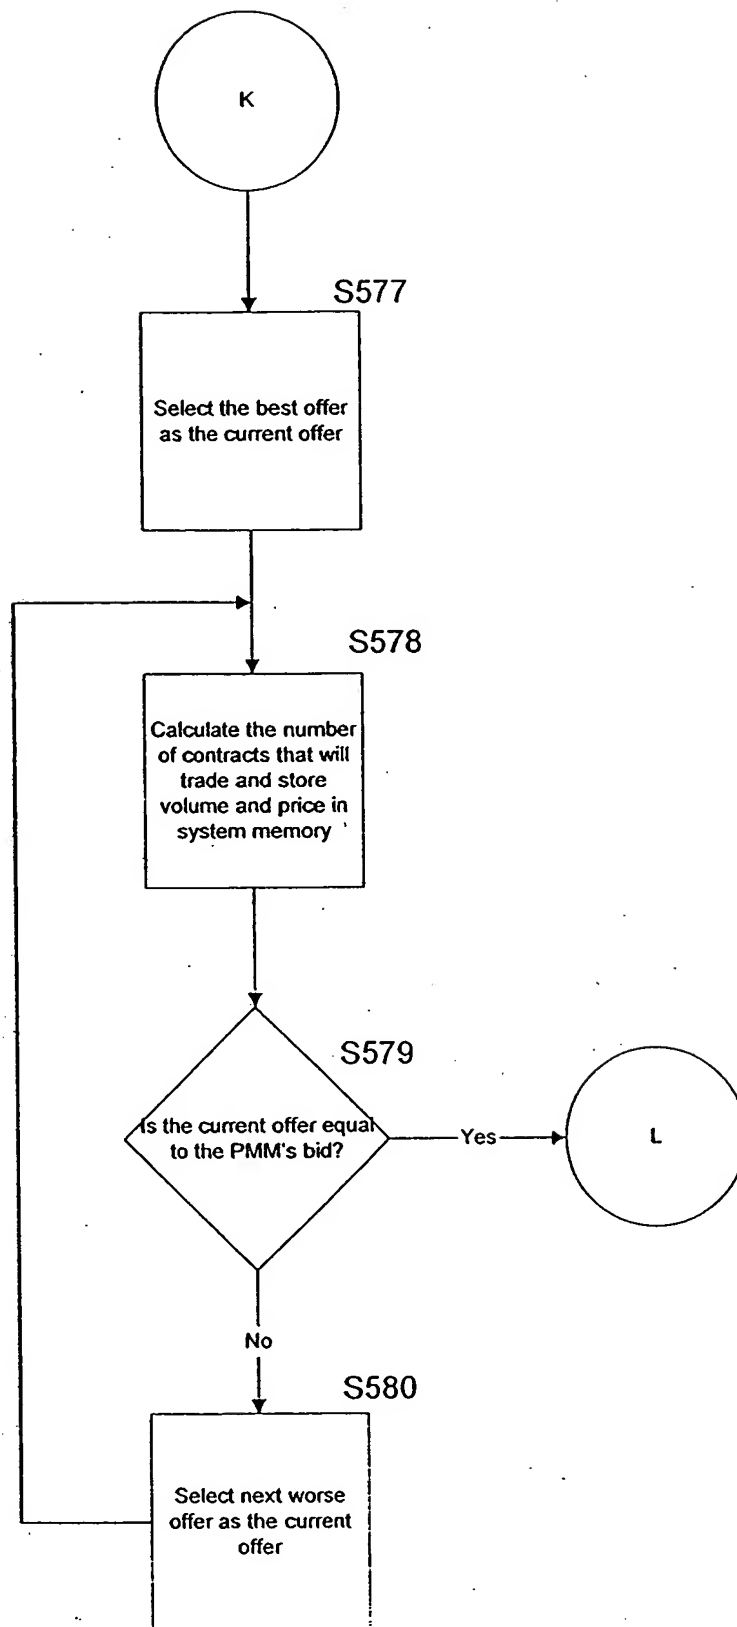 K
S577
Select the best offer
as the current offer
S578
Calculate the number
of contracts that will
trade and store
volume and price in
system memory
S579
Is the current offer equal
to the PMM's bid?
Yes
L
No
S580
Select next worse
offer as the current
offer